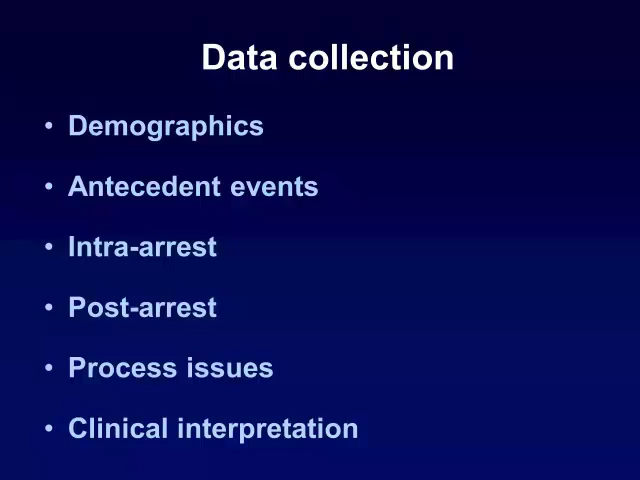 Data collection
• Demographics
• Antecedent events
• Intra-arrest
• Post-arrest
• Process issues
• Clinical interpretation